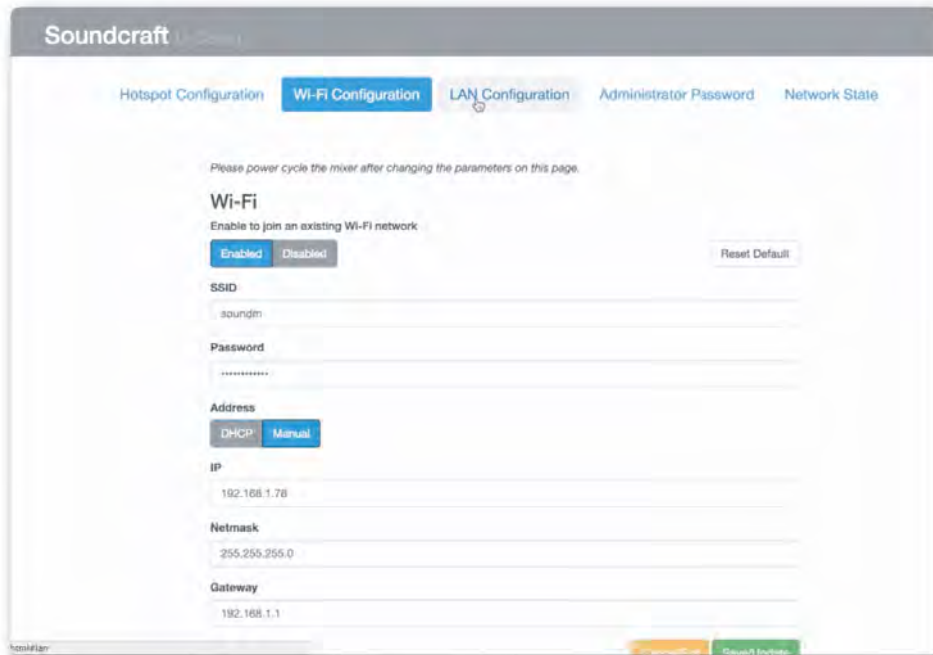 Soundcraft
Hotspot Configuration Wi-Fi Configuration LAN Configuration Administrator Password Network State
Please power cycle the mixer after changing the parameters on this page.
Wi-Fi
Enable to join an existing Wi-Fi network
Enabled Disabled Reset Default
SSID
soundm
Password
••••••••••••
Address
DHCP Manual
IP
192.168.1.78
Netmask
255.255.255.0
Gateway
192.168.1.1